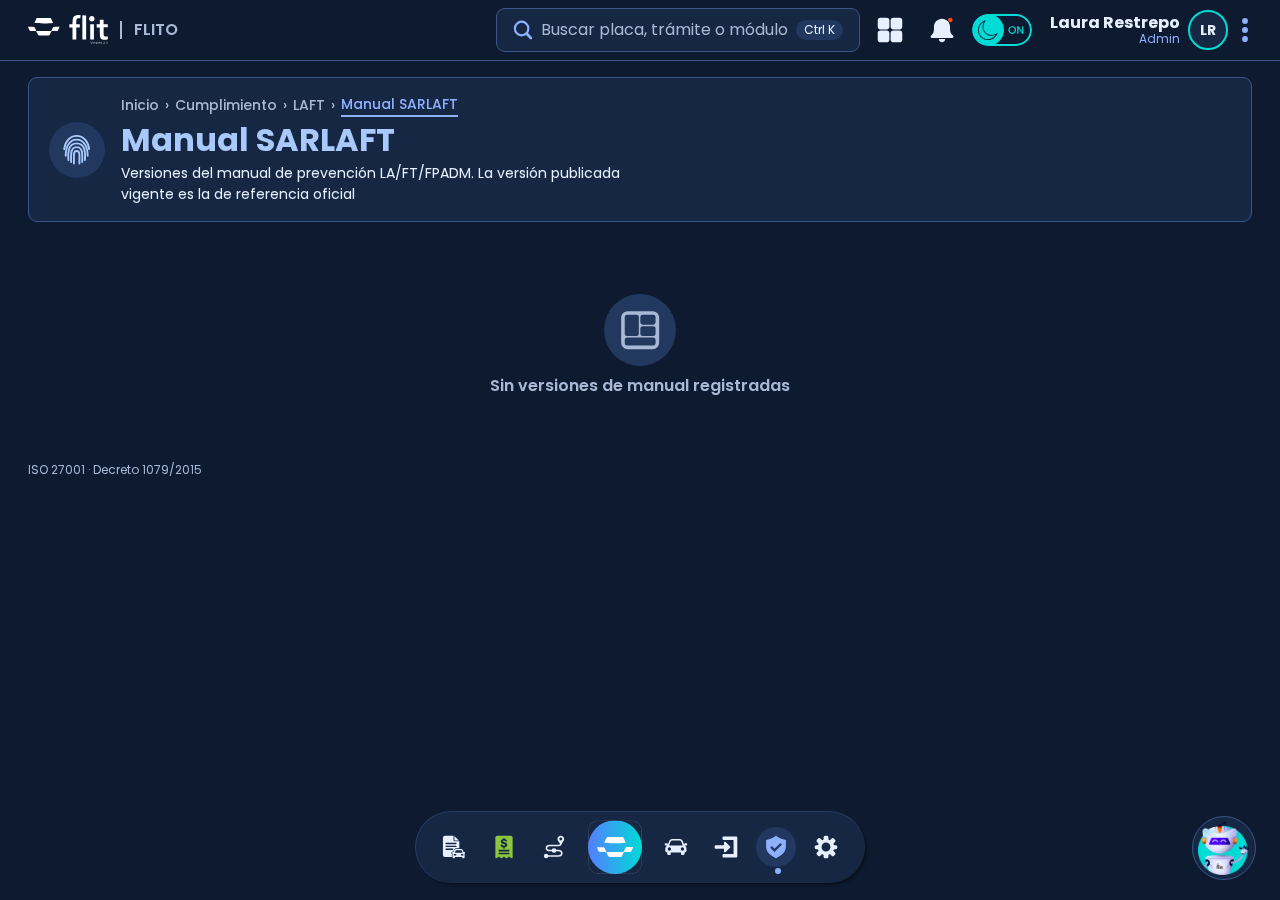 flit
FLITO
Buscar placa, trámite o módulo
Ctrl K
ON
Laura Restrepo
Admin
LR
Inicio › Cumplimiento › LAFT › Manual SARLAFT
Manual SARLAFT
Versiones del manual de prevención LA/FT/FPADM. La versión publicada
vigente es la de referencia oficial
Sin versiones de manual registradas
ISO 27001 · Decreto 1079/2015